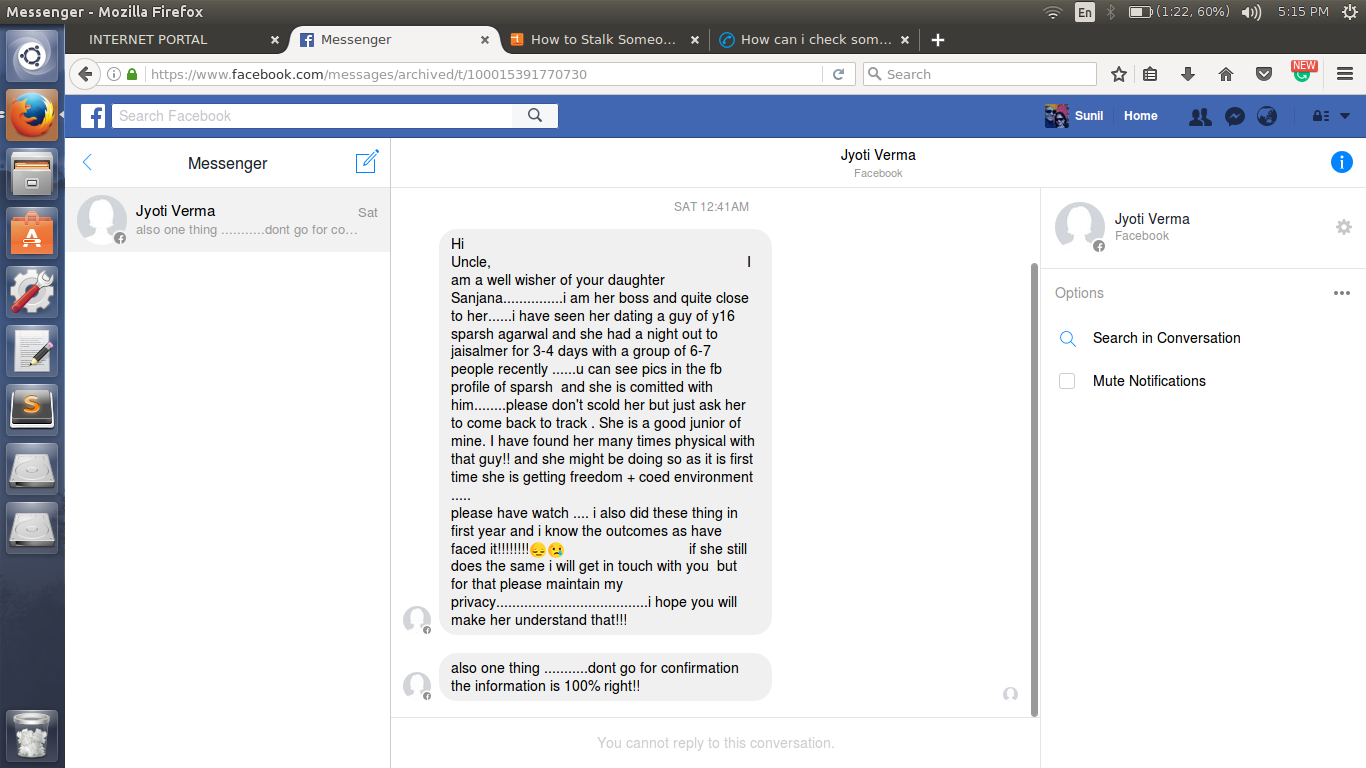 Messenger - Mozilla Firefox
En
(1:22, 60%)
5:15 PM
INTERNET PORTAL
Messenger
How to Stalk Someo...
How can i check som...
https://www.facebook.com/messages/archived/t/100015391770730
Search
NEW
Search Facebook
Sunil
Home
Messenger
Jyoti Verma
Facebook
Jyoti Verma
Sat
also one thing ...........dont go for co...
SAT 12:41AM
Hi
Uncle, I
am a well wisher of your daughter
Sanjana...............i am her boss and quite close
to her......i have seen her dating a guy of y16
sparsh agarwal and she had a night out to
jaisalmer for 3-4 days with a group of 6-7
people recently ......u can see pics in the fb
profile of sparsh and she is comitted with
him........please don't scold her but just ask her
to come back to track . She is a good junior of
mine. I have found her many times physical with
that guy!! and she might be doing so as it is first
time she is getting freedom + coed environment
.....
please have watch .... i also did these thing in
first year and i know the outcomes as have
faced it!!!!!!!!😔😢 if she still
does the same i will get in touch with you but
for that please maintain my
privacy......................................i hope you will
make her understand that!!!
also one thing ...........dont go for confirmation
the information is 100% right!!
You cannot reply to this conversation.
Jyoti Verma
Facebook
Options
Search in Conversation
Mute Notifications